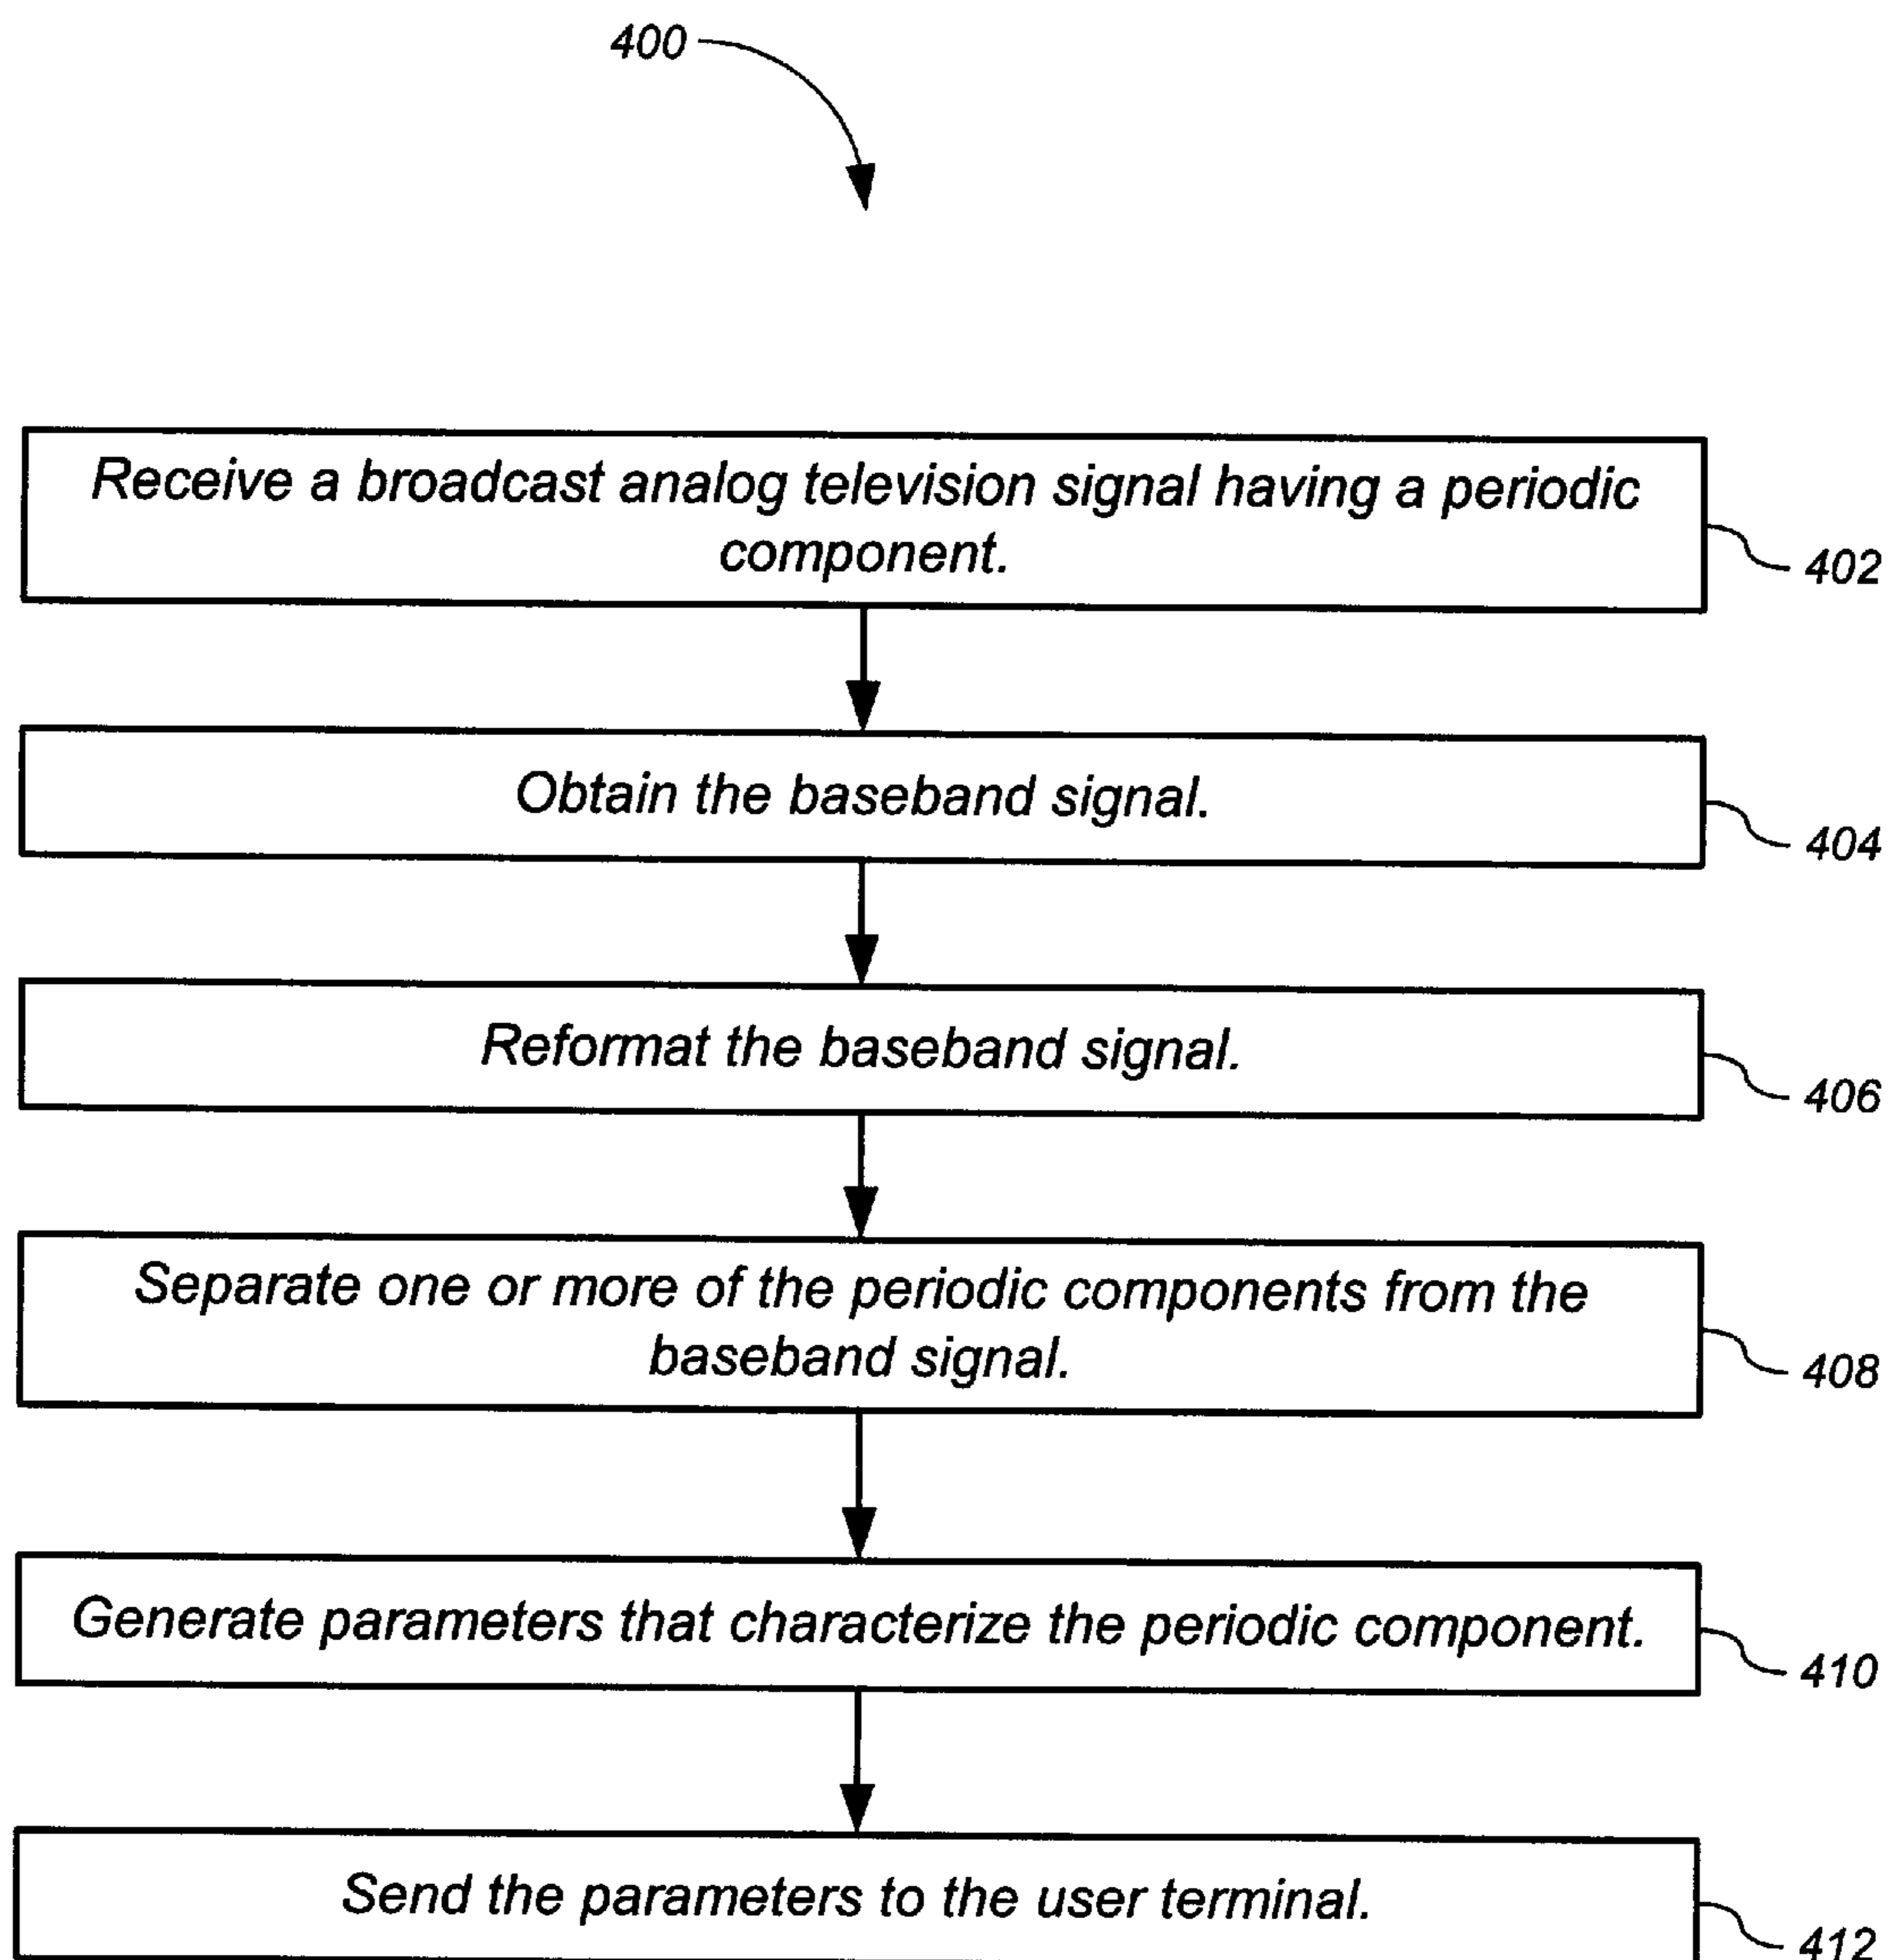 400
Receive a broadcast analog television signal having a periodic
component.
402
Obtain the baseband signal.
404
Reformat the baseband signal.
406
Separate one or more of the periodic components from the
baseband signal.
408
Generate parameters that characterize the periodic component.
410
Send the parameters to the user terminal.
412